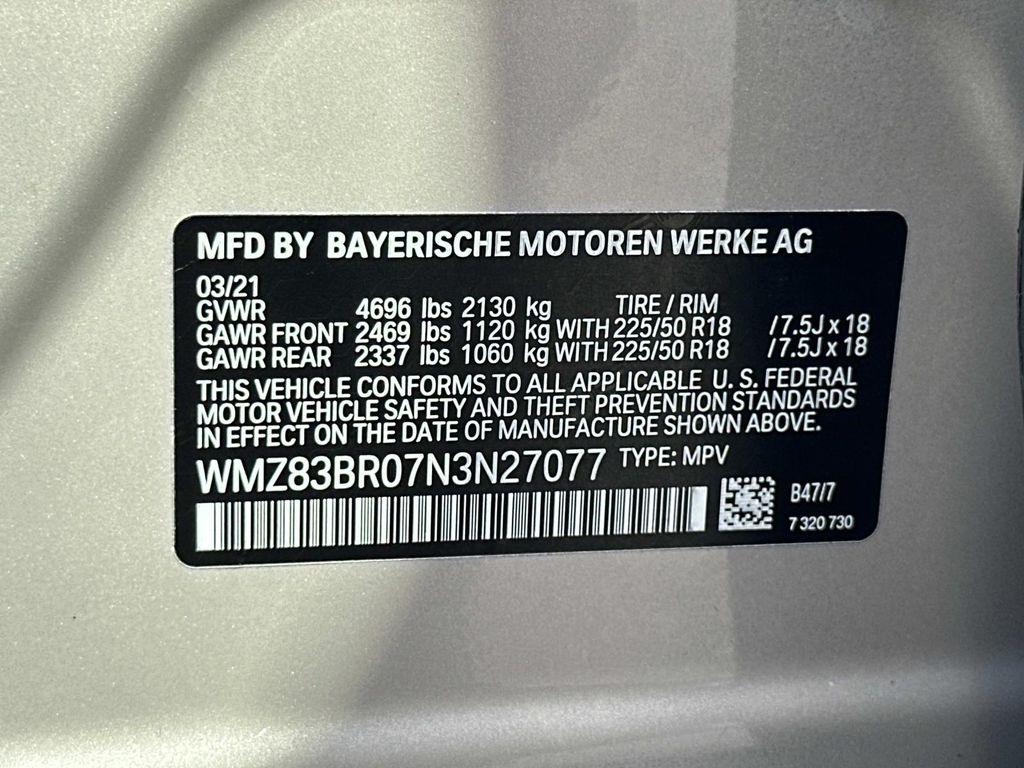 MFD BY BAYERISCHE MOTOREN WERKE AG
03/21
GVWR 4696 lbs 2130 kg TIRE / RIM
GAWR FRONT 2469 lbs 1120 kg WITH 225/50 R18 / 7.5J x 18
GAWR REAR 2337 lbs 1060 kg WITH 225/50 R18 / 7.5J x 18
THIS VEHICLE CONFORMS TO ALL APPLICABLE U. S. FEDERAL
MOTOR VEHICLE SAFETY AND THEFT PREVENTION STANDARDS
IN EFFECT ON THE DATE OF MANUFACTURE SHOWN ABOVE.
WMZ83BR07N3N27077 TYPE: MPV
B47/7
7 320 730